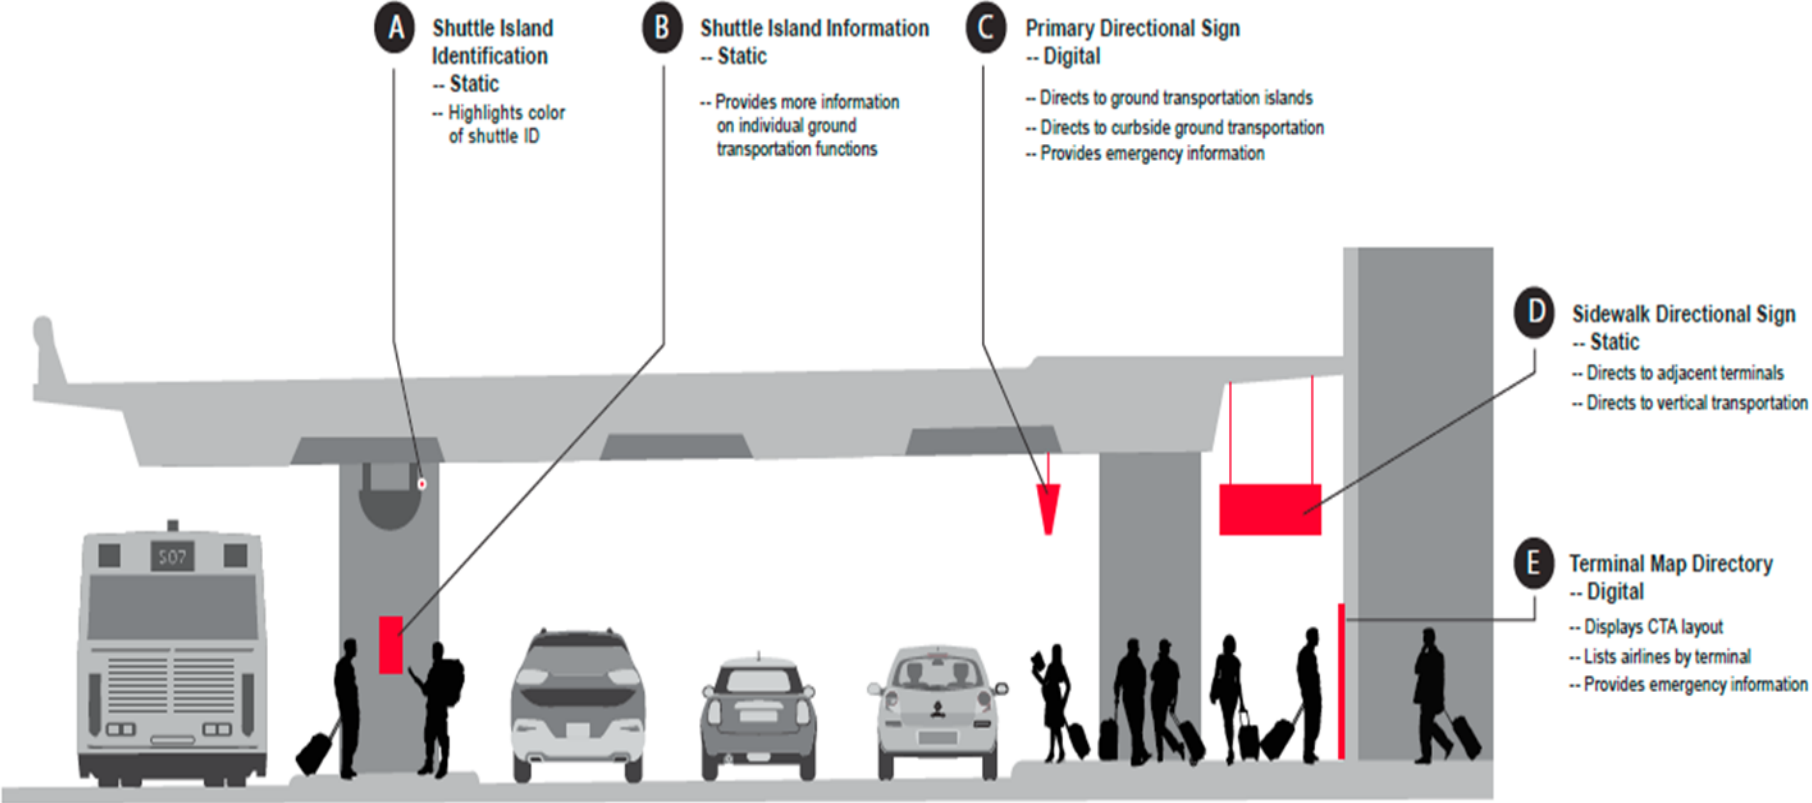 A
Shuttle Island
Identification
-- Static
-- Highlights color
of shuttle ID
B
Shuttle Island Information
-- Static
-- Provides more information
on individual ground
transportation functions
C
Primary Directional Sign
-- Digital
-- Directs to ground transportation islands
-- Directs to curbside ground transportation
-- Provides emergency information
D
Sidewalk Directional Sign
-- Static
-- Directs to adjacent terminals
-- Directs to vertical transportation
E
Terminal Map Directory
-- Digital
-- Displays CTA layout
-- Lists airlines by terminal
-- Provides emergency information
S07